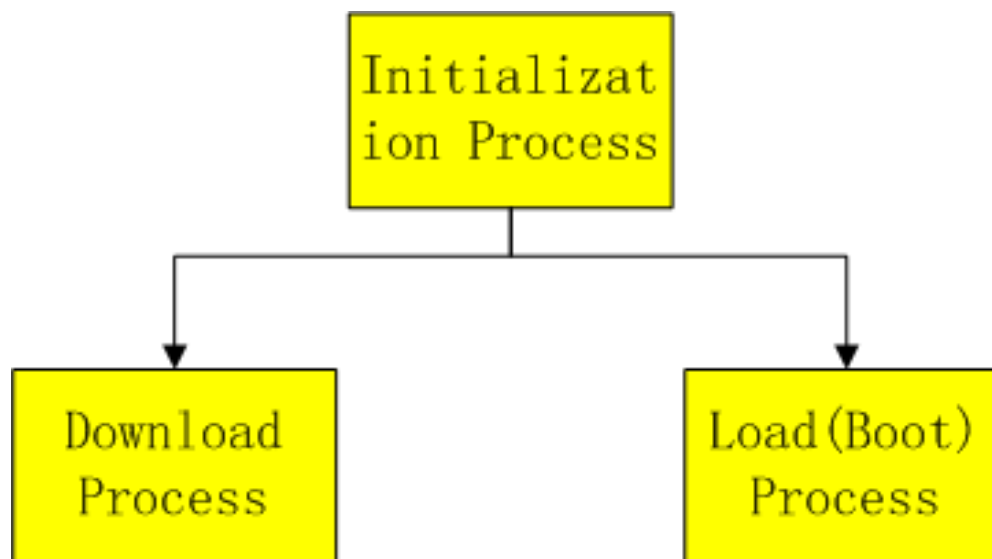 Initializat
ion Process
Download
Process
Load(Boot)
Process